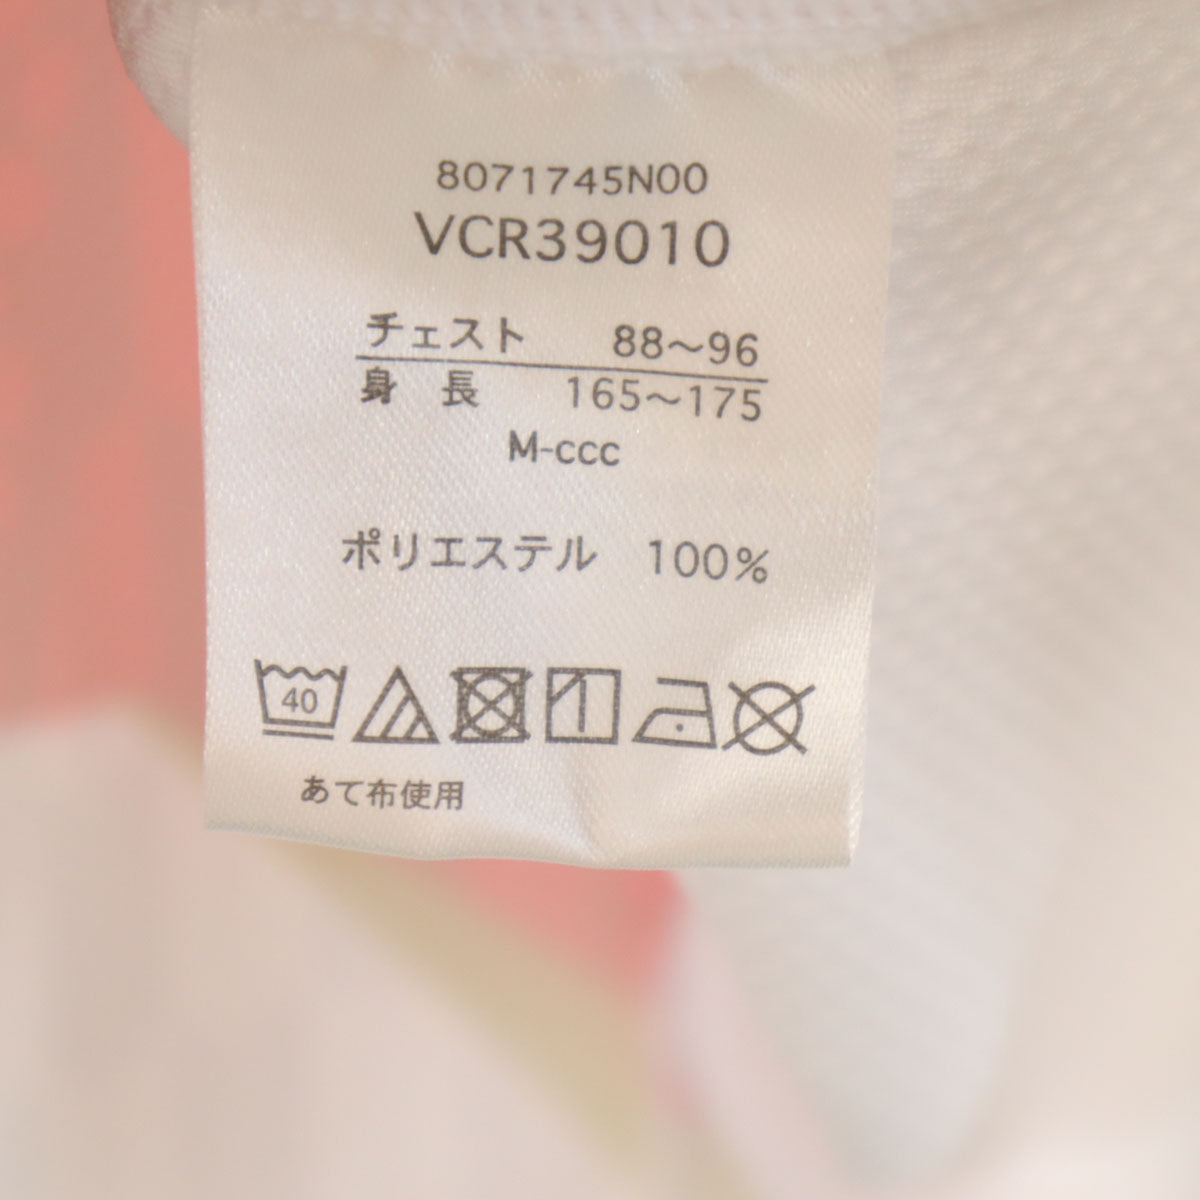 8071745N00
VCR39010
チェスト 88～96
身長 165～175
M-ccc
ポリエステル 100%
40
あて布使用